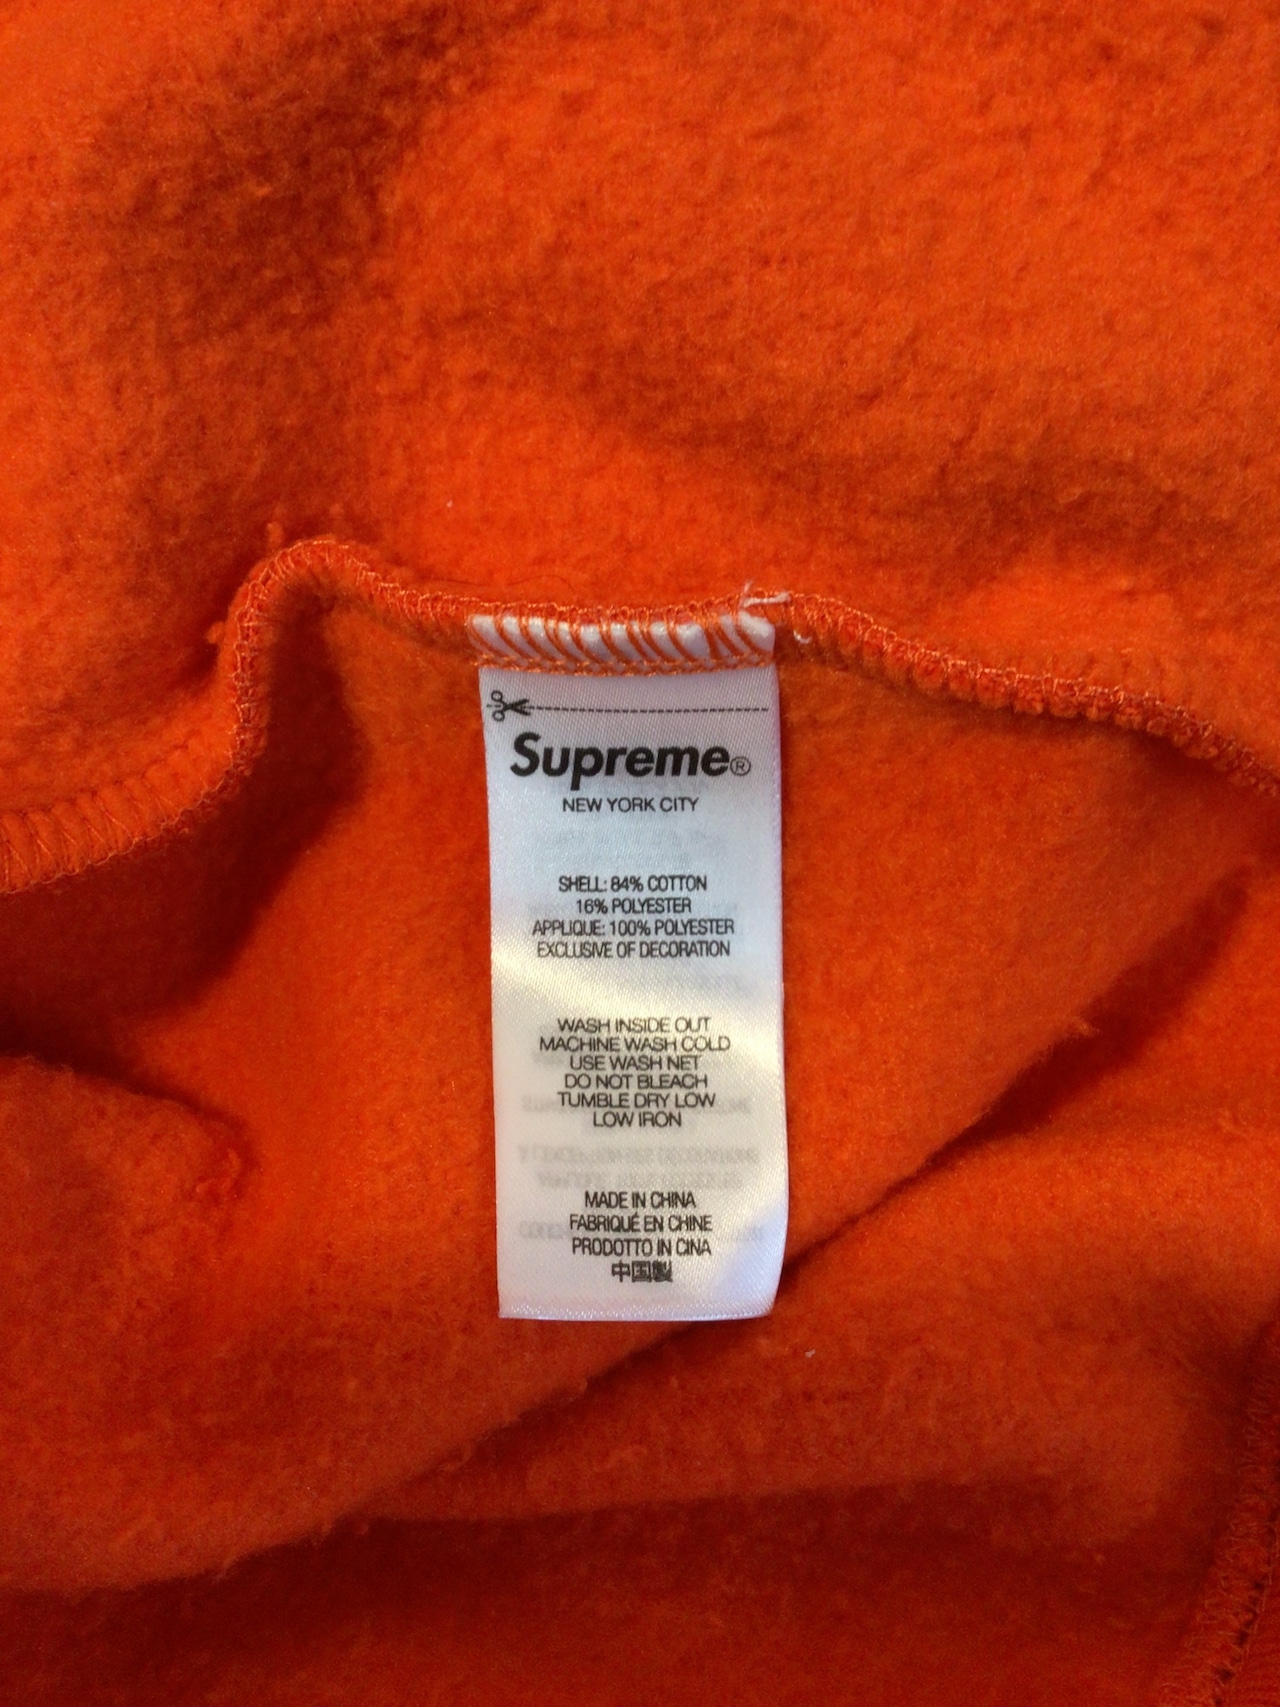 Supreme®
NEW YORK CITY
SHELL: 84% COTTON
16% POLYESTER
APPLIQUE: 100% POLYESTER
EXCLUSIVE OF DECORATION
WASH INSIDE OUT
MACHINE WASH COLD
USE WASH NET
DO NOT BLEACH
TUMBLE DRY LOW
LOW IRON
MADE IN CHINA
FABRIQUÉ EN CHINE
PRODOTTO IN CINA
中国製